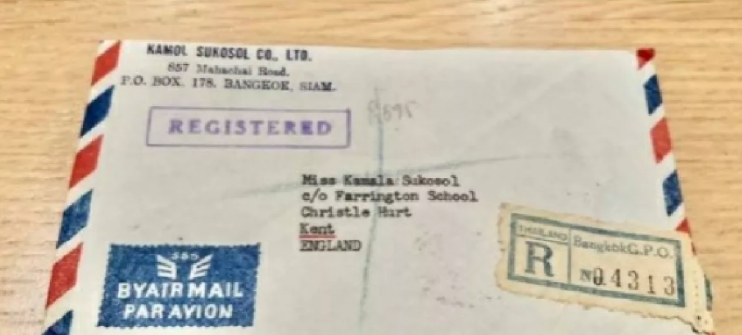 KAMOL SUKOSOL CO., LTD.
857 Mahachai Road.
P.O. BOX. 178. BANGKOK, SIAM.
REGISTERED
Miss Kamala Sukosol
c/o Farrington School
Christle Hurt
Kent
ENGLAND
THAILAND
BangkokG.P.O.
R
No 04313
BY AIR MAIL
PAR AVION